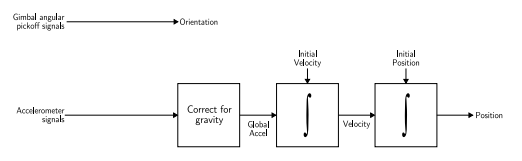 Gimbal angular
pickoff signals
Orientation
Initial
Velocity
Initial
Position
Accelerometer
signals
Correct for
gravity
Global
Accel
∫
Velocity
∫
Position